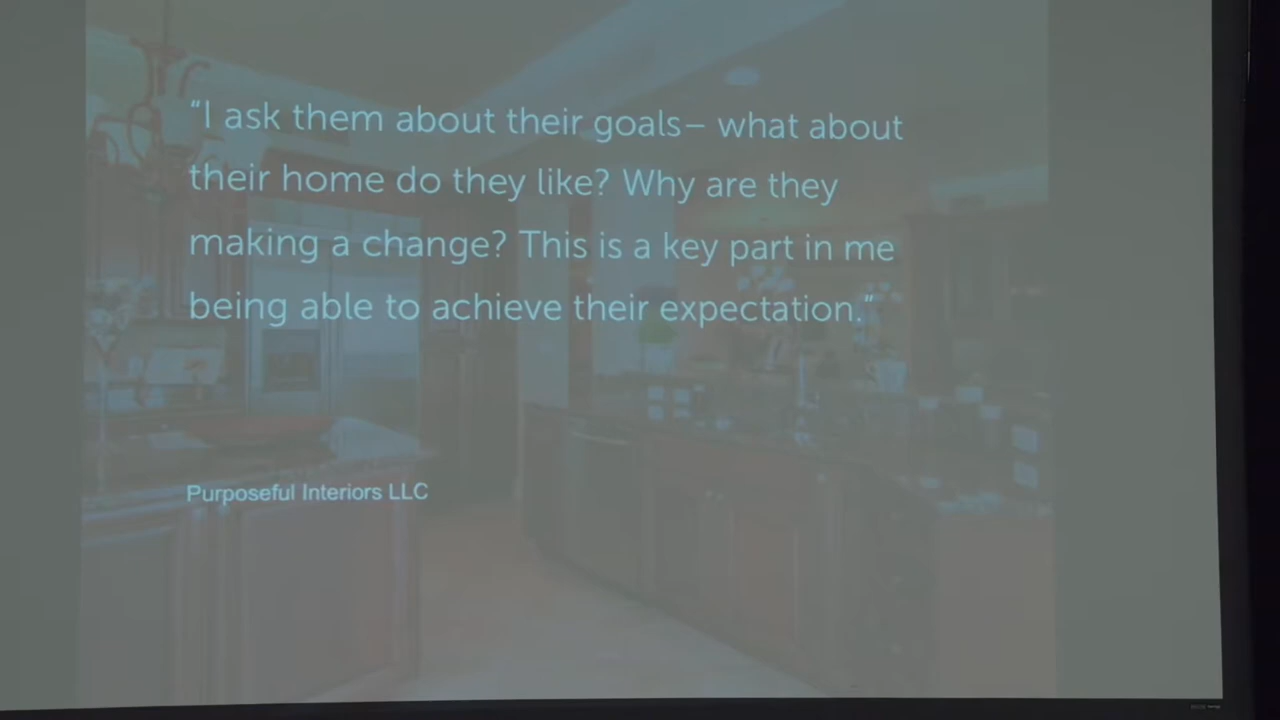 “I ask them about their goals– what about
their home do they like? Why are they
making a change? This is a key part in me
being able to achieve their expectation.”
Purposeful Interiors LLC